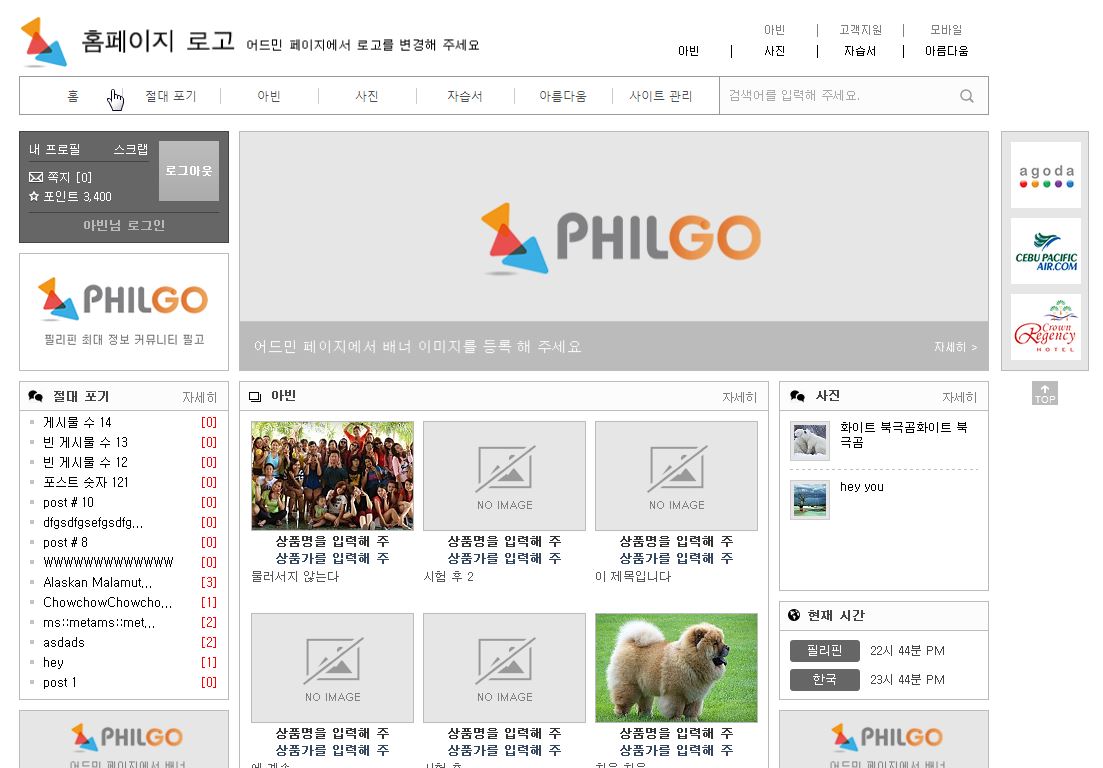 홈페이지 로고 어드민 페이지에서 로고를 변경해 주세요
아빈 | 고객지원 | 모바일
아빈 | 사진 | 자습서 | 아름다움
홈 절대 포기 아빈 사진 자습서 아름다움 사이트 관리 검색어를 입력해 주세요.
내 프로필 스크랩
로그아웃
쪽지 [0]
포인트 3,400
아빈님 로그인
PHILGO
필리핀 최대 정보 커뮤니티 필고
PHILGO
어드민 페이지에서 배너 이미지를 등록 해 주세요 자세히 >
agoda
CEBU PACIFIC
AIR.COM
Crown
Regency
HOTEL
TOP
절대 포기 자세히
게시물 수 14 [0]
빈 게시물 수 13 [0]
빈 게시물 수 12 [0]
포스트 숫자 121 [0]
post # 10 [0]
dfgsdfgsefgsdfg,,, [0]
post # 8 [0]
WWWWWWWWWWWWW [0]
Alaskan Malamut,,, [3]
ChowchowChowcho,,, [1]
ms::metams::met,,, [2]
asdads [2]
hey [1]
post 1 [0]
아빈 자세히
NO IMAGE NO IMAGE
상품명을 입력해 주 상품명을 입력해 주 상품명을 입력해 주
상품가를 입력해 주 상품가를 입력해 주 상품가를 입력해 주
물러서지 않는다 시험 후 2 이 제목입니다
NO IMAGE NO IMAGE
상품명을 입력해 주 상품명을 입력해 주 상품명을 입력해 주
상품가를 입력해 주 상품가를 입력해 주 상품가를 입력해 주
사진 자세히
화이트 북극곰화이트 북
극곰
hey you
현재 시간
필리핀 22시 44분 PM
한국 23시 44분 PM
PHILGO
어드민 페이지에서 배너
PHILGO
어드민 페이지에서 배너